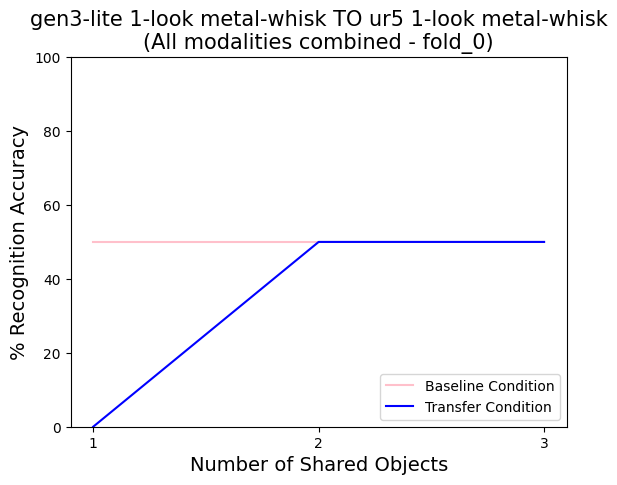 gen3-lite 1-look metal-whisk TO ur5 1-look metal-whisk
(All modalities combined - fold_0)
% Recognition Accuracy
100
80
60
40
20
0
Baseline Condition
Transfer Condition
1
2
3
Number of Shared Objects